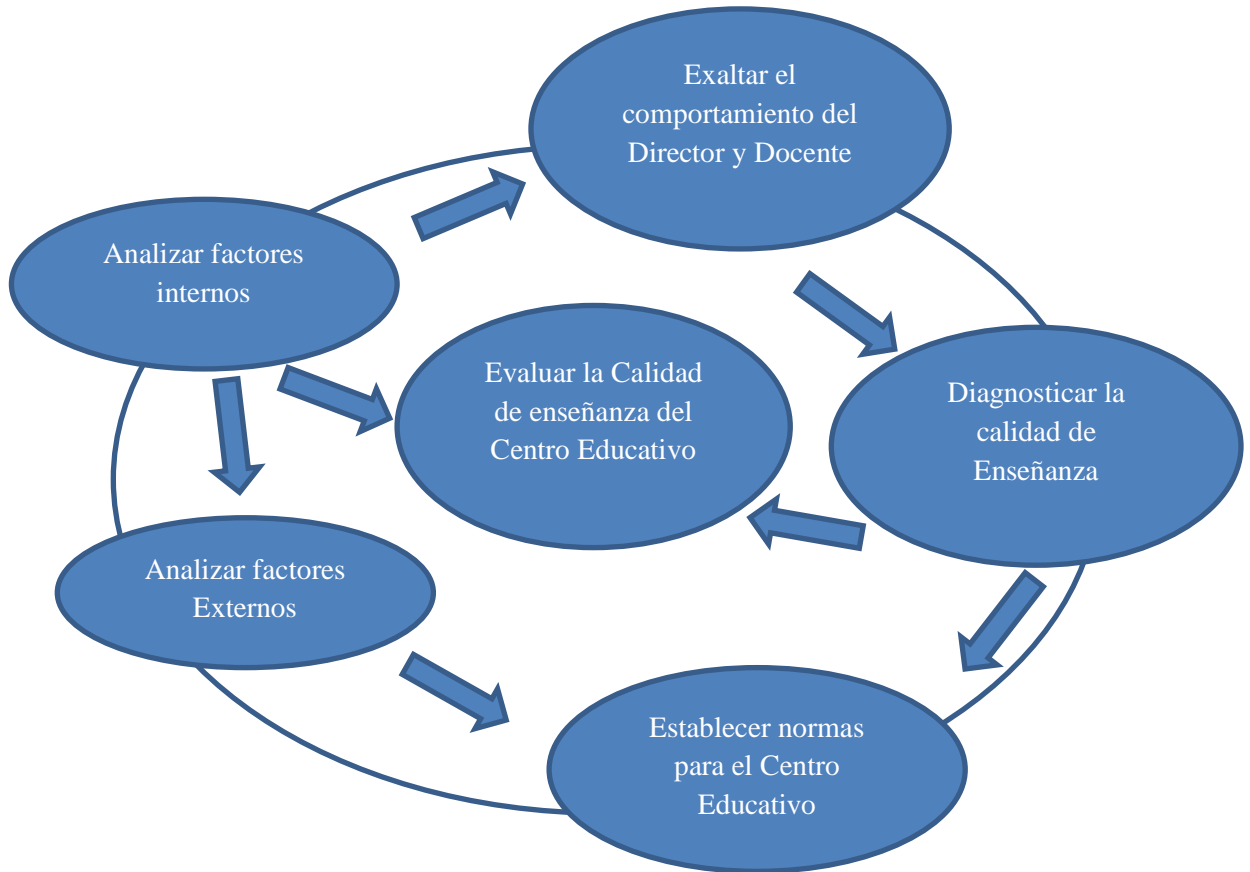 Exaltar el
comportamiento del
Director y Docente
Analizar factores
internos
Evaluar la Calidad
de enseñanza del
Centro Educativo
Diagnosticar la
calidad de
Enseñanza
Analizar factores
Externos
Establecer normas
para el Centro
Educativo